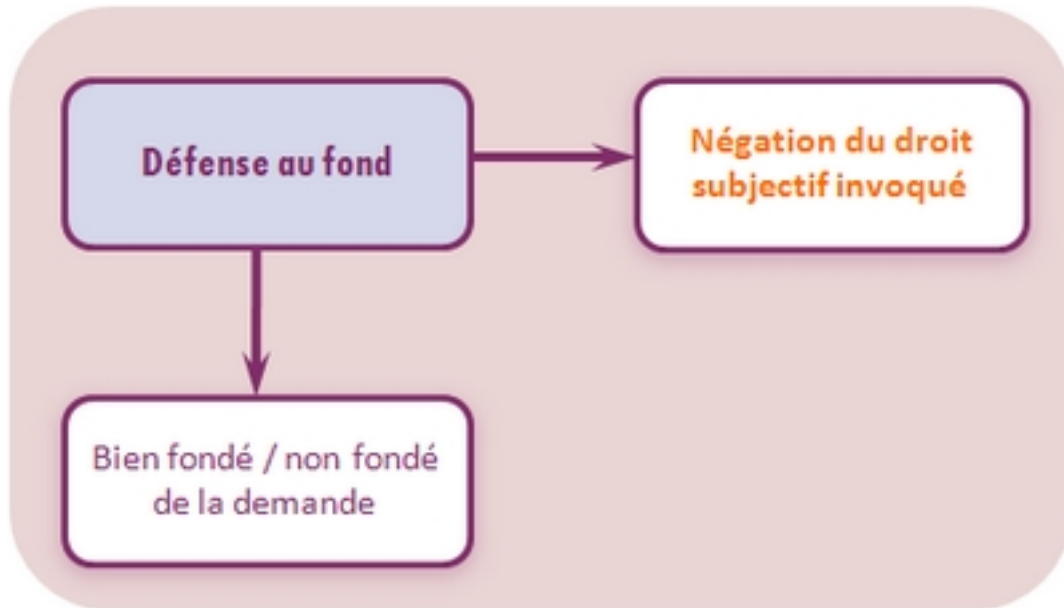 Défense au fond
Négation du droit
subjectif invoqué
Bien fondé / non fondé
de la demande